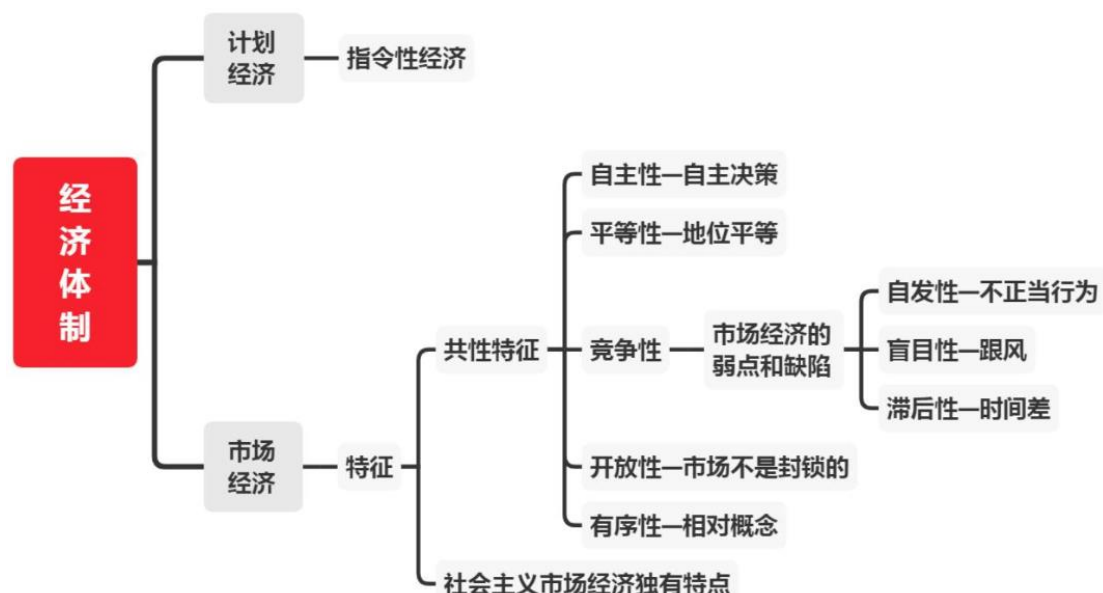 经
济
体
制
计划
经济
指令性经济
市场
经济
特征
共性特征
自主性—自主决策
平等性—地位平等
竞争性
市场经济的
弱点和缺陷
自发性—不正当行为
盲目性—跟风
滞后性—时间差
开放性—市场不是封锁的
有序性—相对概念
社会主义市场经济独有特点